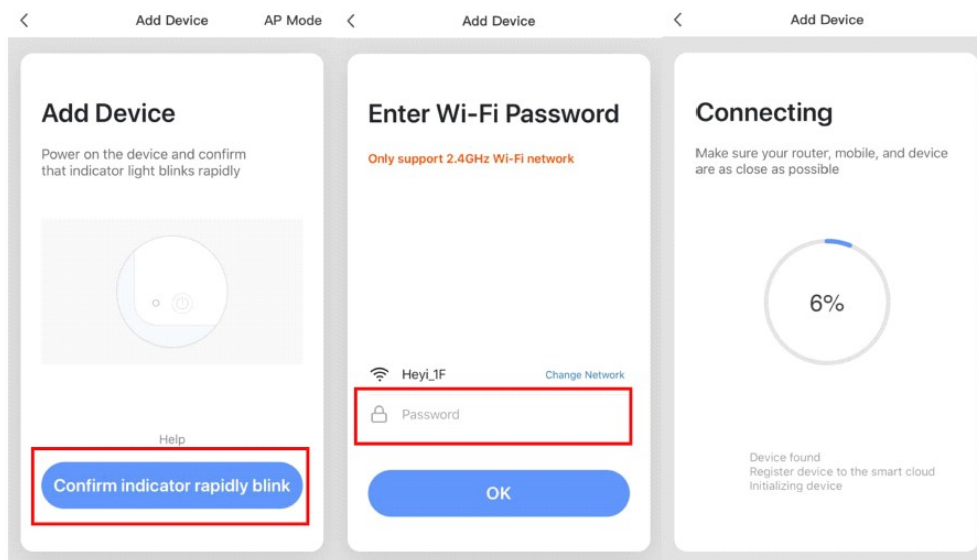 Add Device
AP Mode
Add Device
Power on the device and confirm
that indicator light blinks rapidly
Help
Confirm indicator rapidly blink
Add Device
Enter Wi-Fi Password
Only support 2.4GHz Wi-Fi network
Heyi_1F
Change Network
Password
OK
Add Device
Connecting
Make sure your router, mobile, and device
are as close as possible
6%
Device found
Register device to the smart cloud
Initializing device